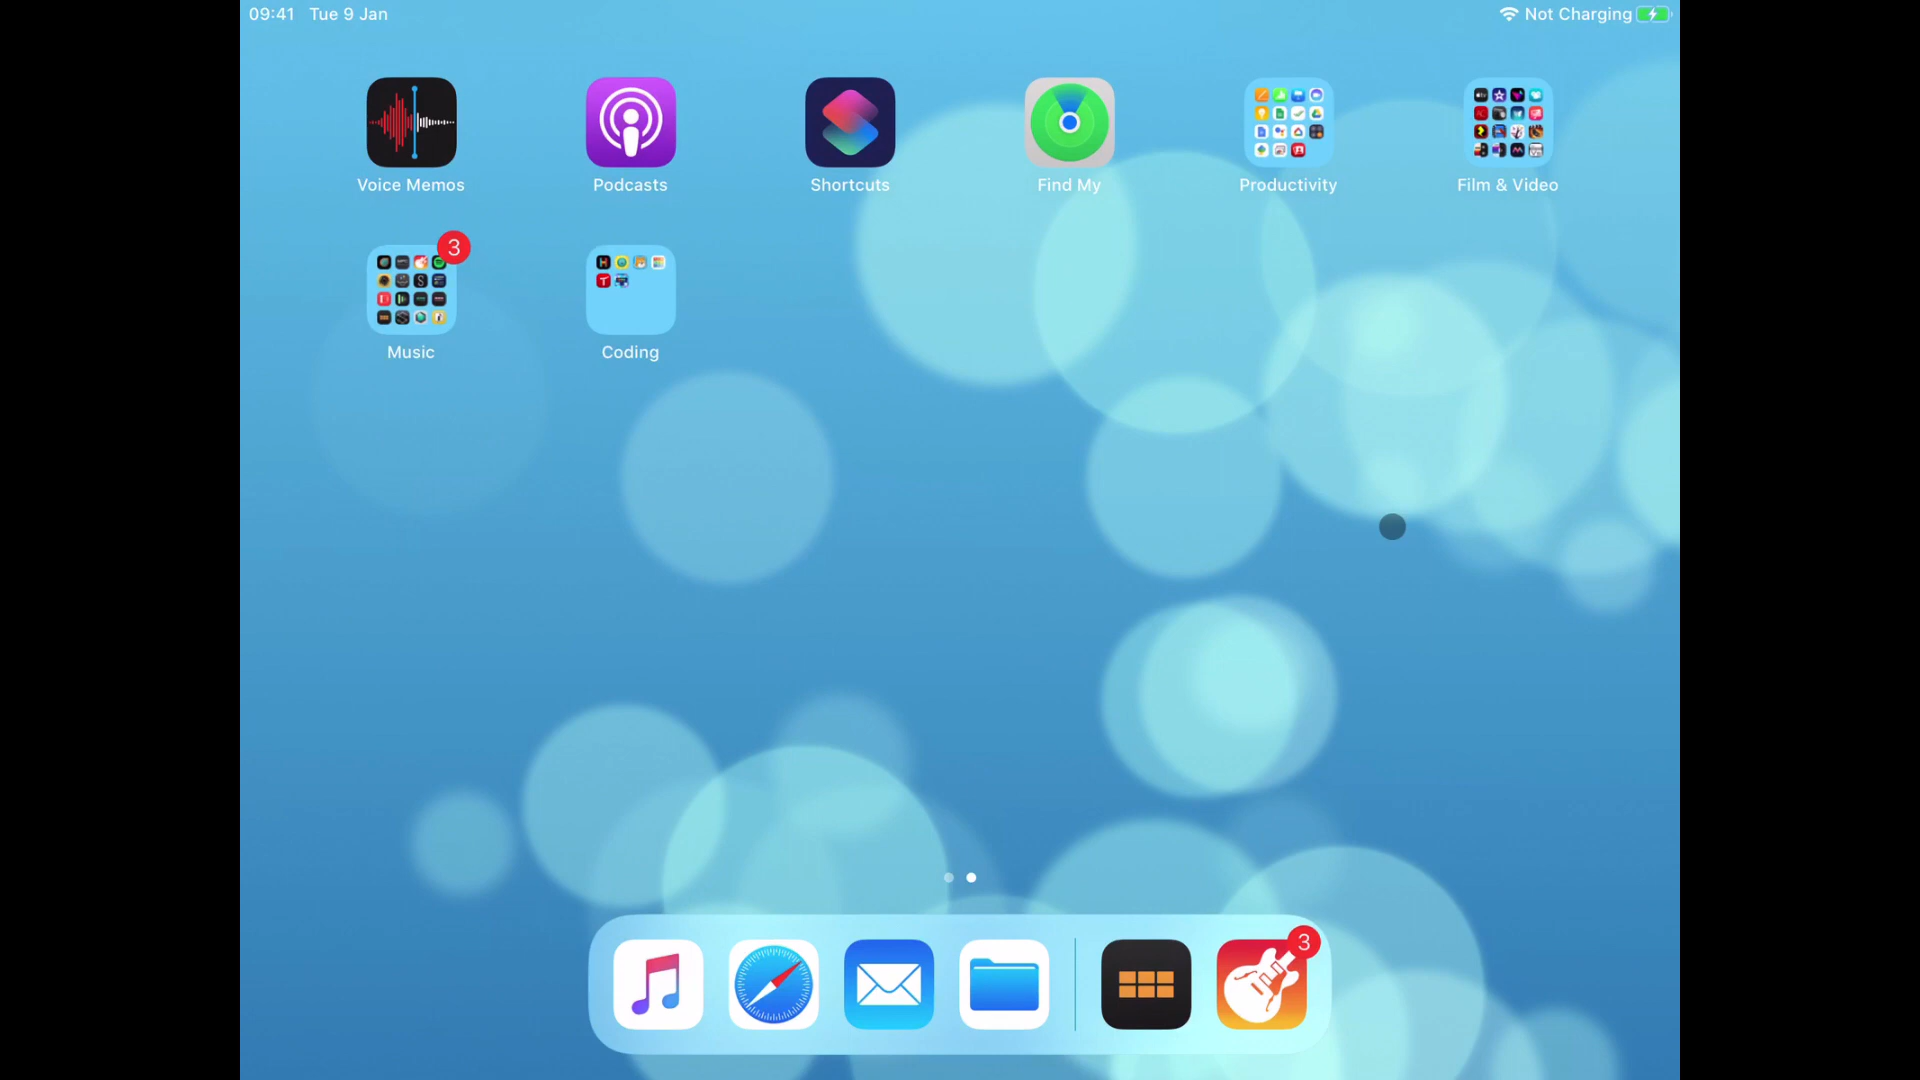 09:41 Tue 9 Jan
Not Charging
Voice Memos
Podcasts
Shortcuts
Find My
Productivity
Film & Video
3
Music
Coding
3